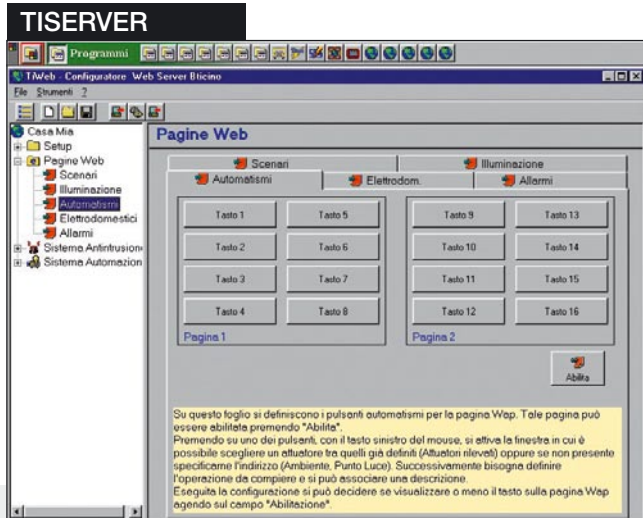 TISERVER
Programmi
TiWeb - Configuratore Web Server Bticino
File Strumenti ?
Casa Mia
Setup
Pagine Web
Scenari
Illuminazione
Automatismi
Elettrodomestici
Allarmi
Sistema Antintrusion
Sistema Automazion
Pagine Web
Scenari Illuminazione
Automatismi Elettrodom. Allarmi
Tasto 1 Tasto 5 Tasto 9 Tasto 13
Tasto 2 Tasto 6 Tasto 10 Tasto 14
Tasto 3 Tasto 7 Tasto 11 Tasto 15
Tasto 4 Tasto 8 Tasto 12 Tasto 16
Pagina 1 Pagina 2
Abilita
Su questo foglio si definiscono i pulsanti automatismi per la pagina Wap. Tale pagina può
essere abilitata premendo "Abilita".
Premendo su uno dei pulsanti, con il tasto sinistro del mouse, si attiva la finestra in cui è
possibile scegliere un attuatore tra quelli già definiti (Attuatori rilevati) oppure se non presente
specificarne l'indirizzo (Ambiente, Punto Luce). Successivamente bisogna definire
l'operazione da compiere e si può associare una descrizione.
Eseguita la configurazione si può decidere se visualizzare o meno il tasto sulla pagina Wap
agendo sul campo "Abilitazione".